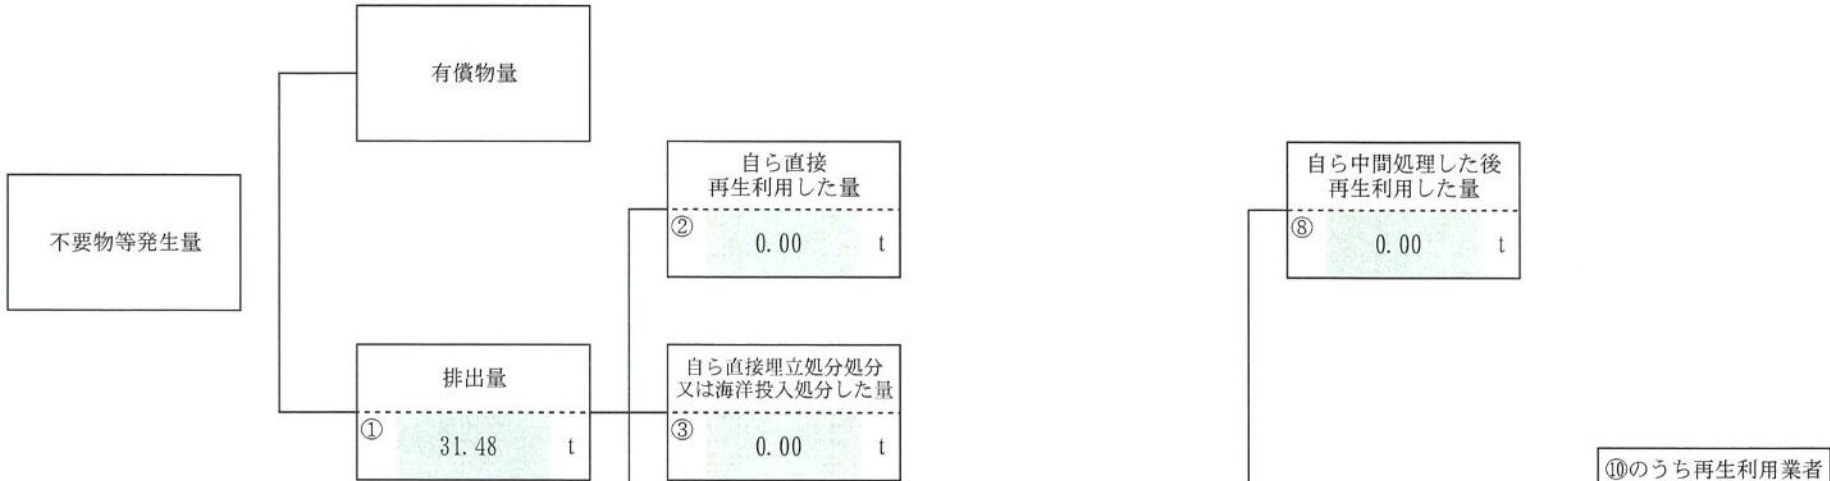 有償物量
自ら直接
再生利用した量
② 0.00 t
自ら中間処理した後
再生利用した量
⑧ 0.00 t
不要物等発生量
排出量
① 31.48 t
自ら直接埋立処分処分
又は海洋投入処分した量
③ 0.00 t
⑩のうち再生利用業者